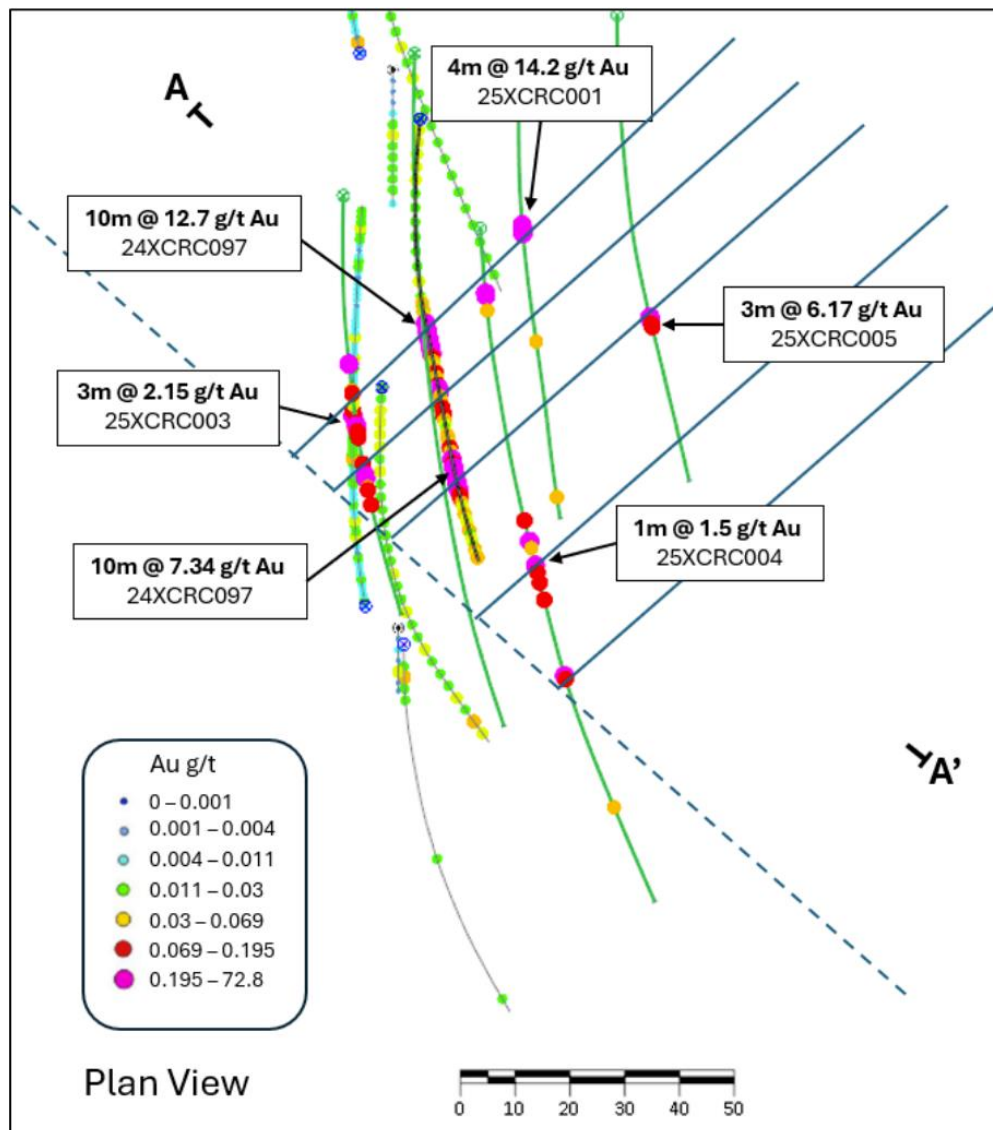 A
4m @ 14.2 g/t Au
25XCRC001
10m @ 12.7 g/t Au
24XCRC097
3m @ 6.17 g/t Au
25XCRC005
3m @ 2.15 g/t Au
25XCRC003
1m @ 1.5 g/t Au
25XCRC004
10m @ 7.34 g/t Au
24XCRC097
A'
Au g/t
0 – 0.001
0.001 – 0.004
0.004 – 0.011
0.011 – 0.03
0.03 – 0.069
0.069 – 0.195
0.195 – 72.8
Plan View
0 10 20 30 40 50